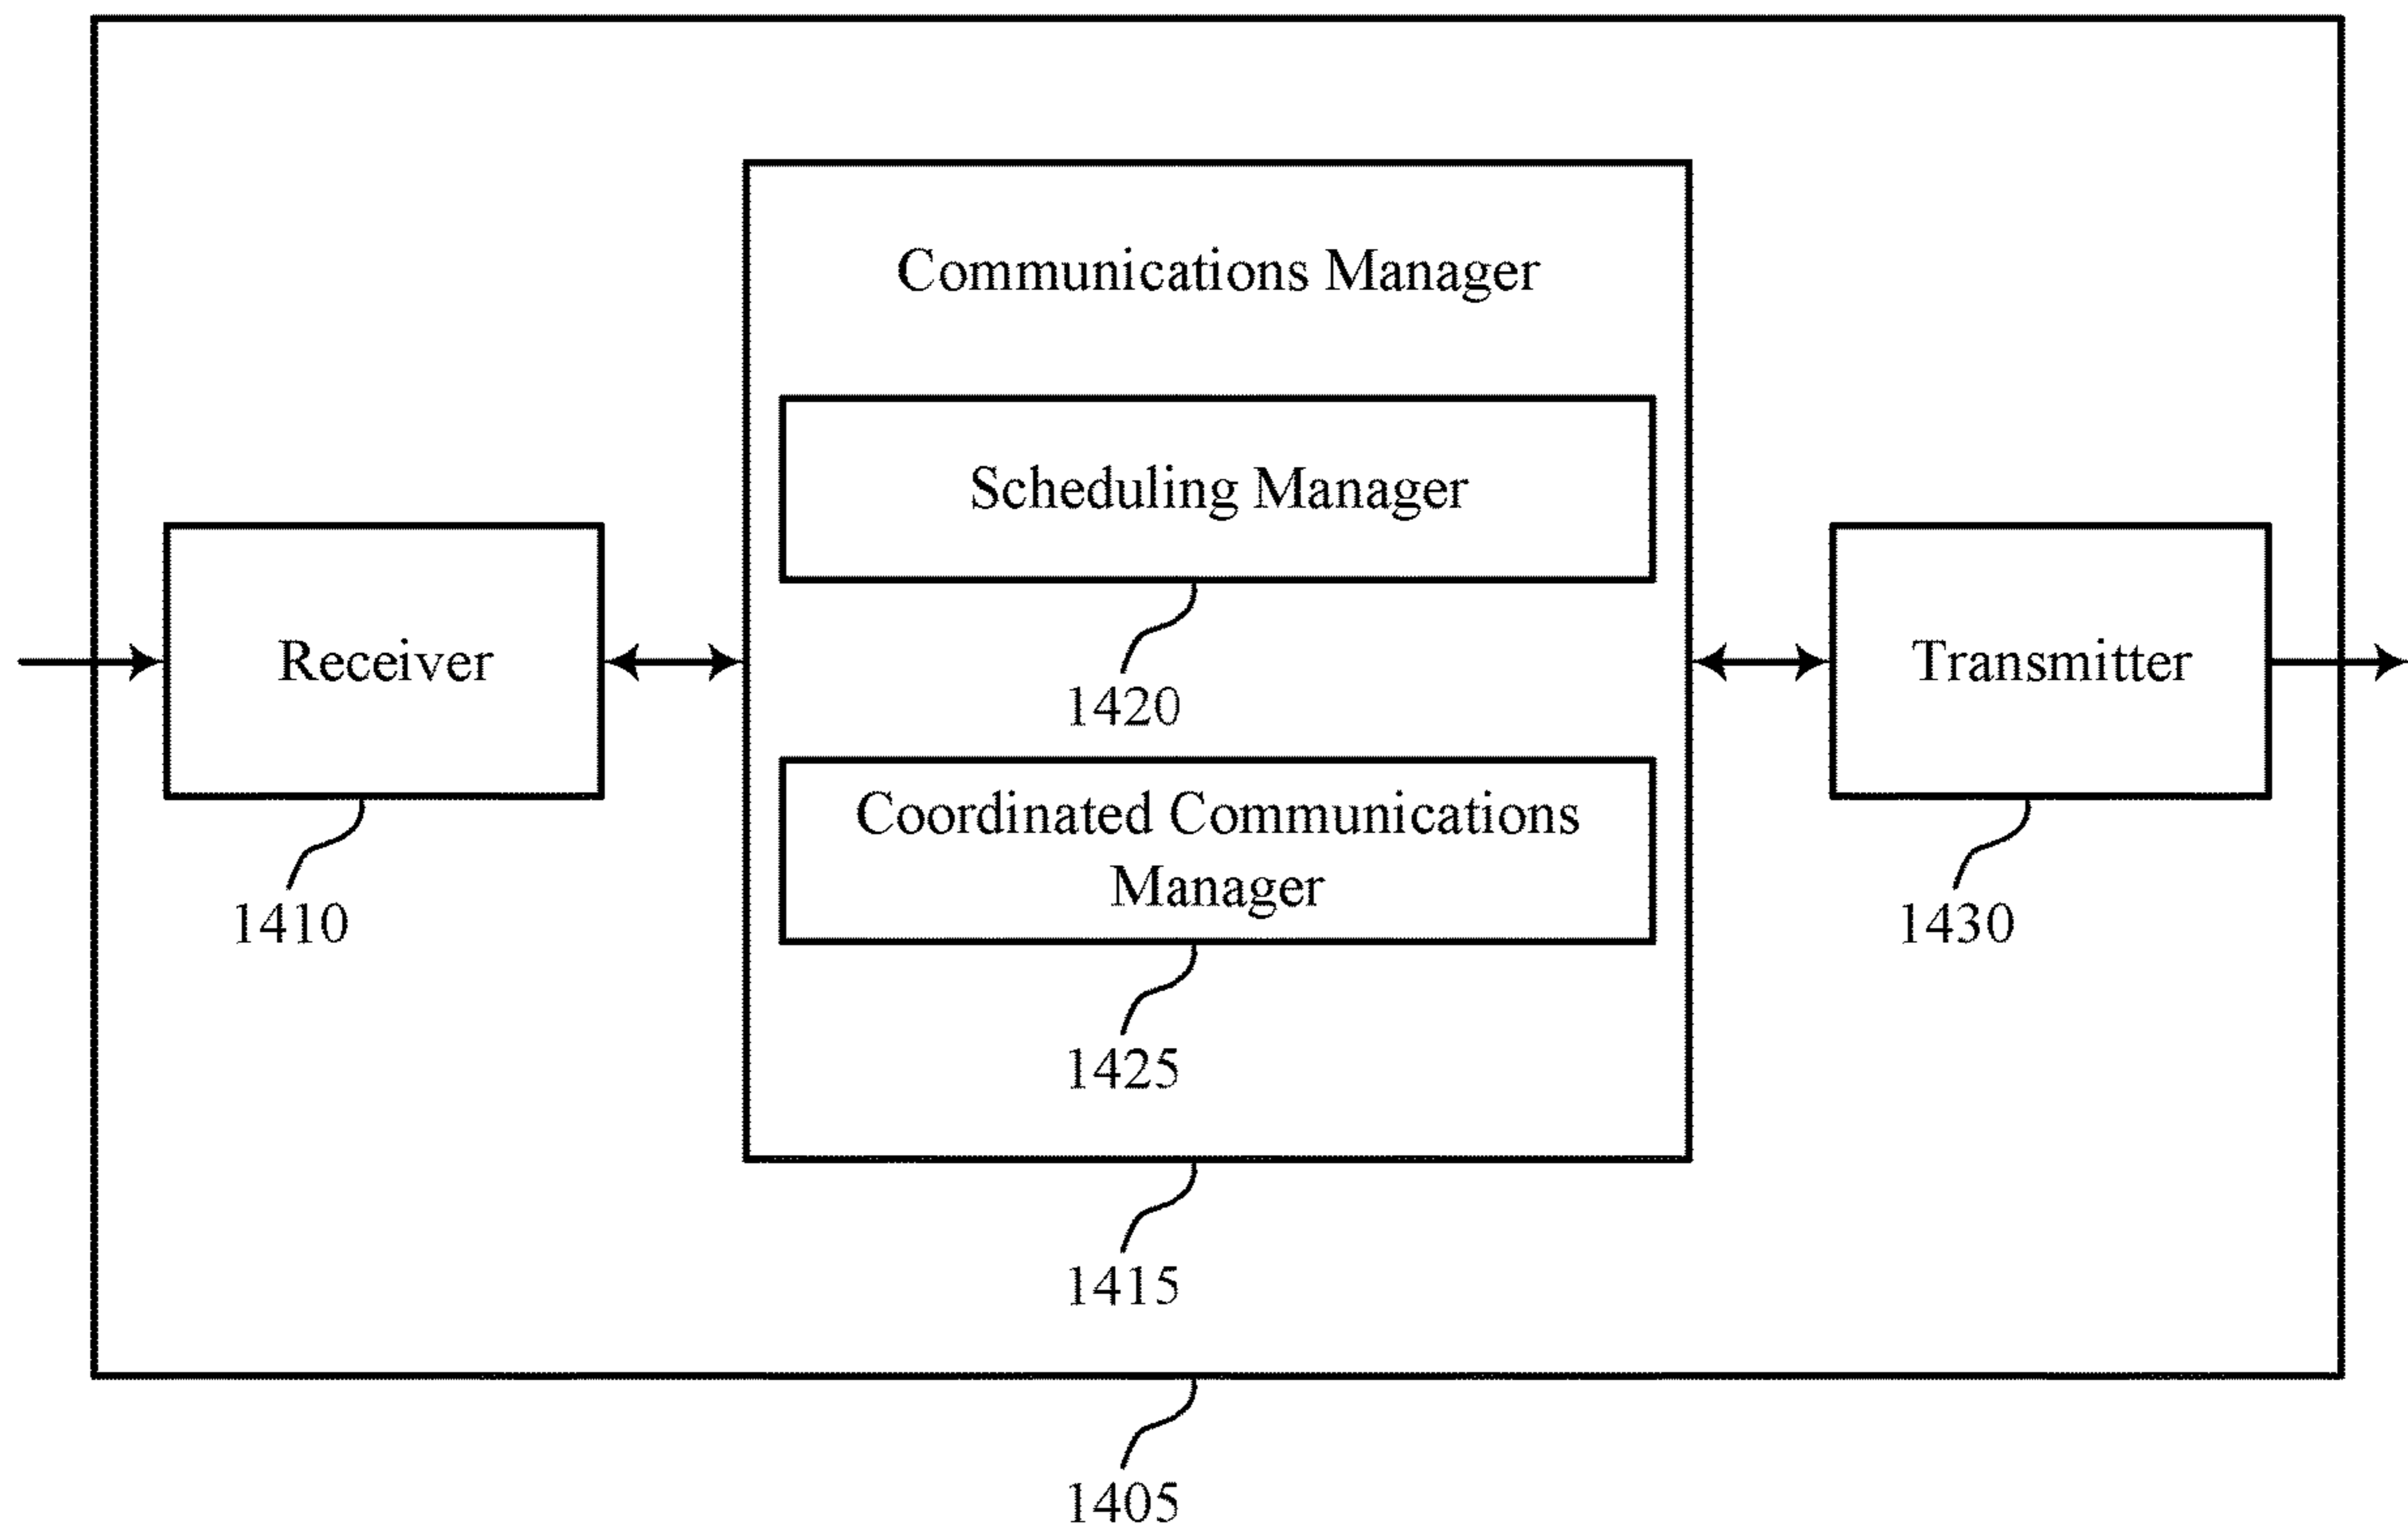 Communications Manager
Scheduling Manager
1420
Receiver
1410
Transmitter
1430
Coordinated Communications
Manager
1425
1415
1405